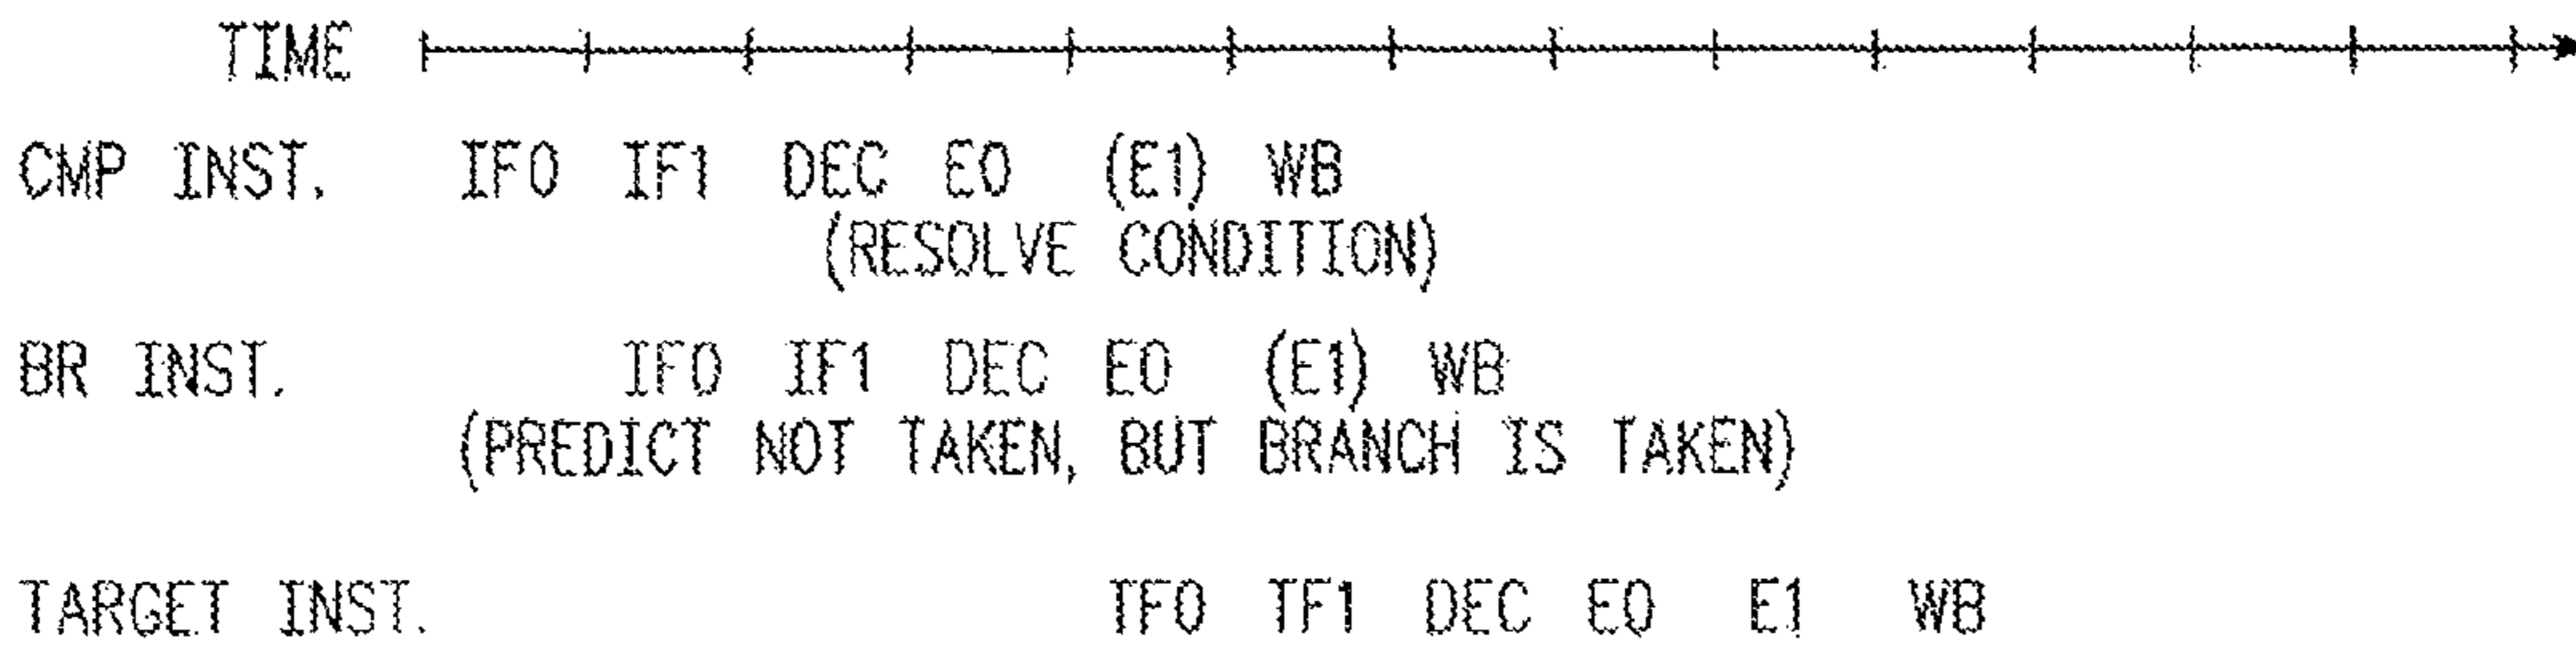 TIME
CMP INST. IF0 IF1 DEC E0 (E1) WB
(RESOLVE CONDITION)
BR INST. IF0 IF1 DEC E0 (E1) WB
(PREDICT NOT TAKEN, BUT BRANCH IS TAKEN)
TARGET INST. TF0 TF1 DEC E0 E1 WB